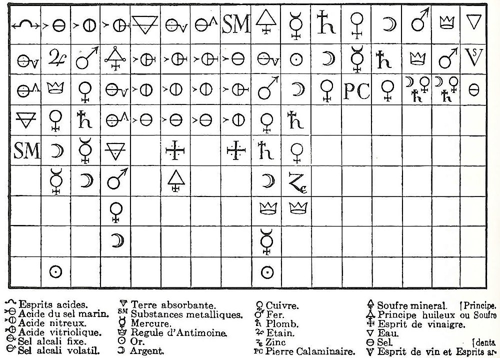 SM
PC
SM
Esprits acides.
Acide du sel marin.
Acide nitreux.
Acide vitriolique.
Sel alcali fixe.
Sel alcali volatil.
Terre absorbante.
SM Substances metalliques.
Mercure.
Regule d'Antimoine.
Or.
Argent.
Cuivre.
Fer.
Plomb.
Etain.
Zinc
PC Pierre Calaminaire.
Soufre mineral. [Principe.
Principe huileux ou Soufre
Esprit de vinaigre.
Eau.
Sel. [dents.
Esprit de vin et Esprits ar-